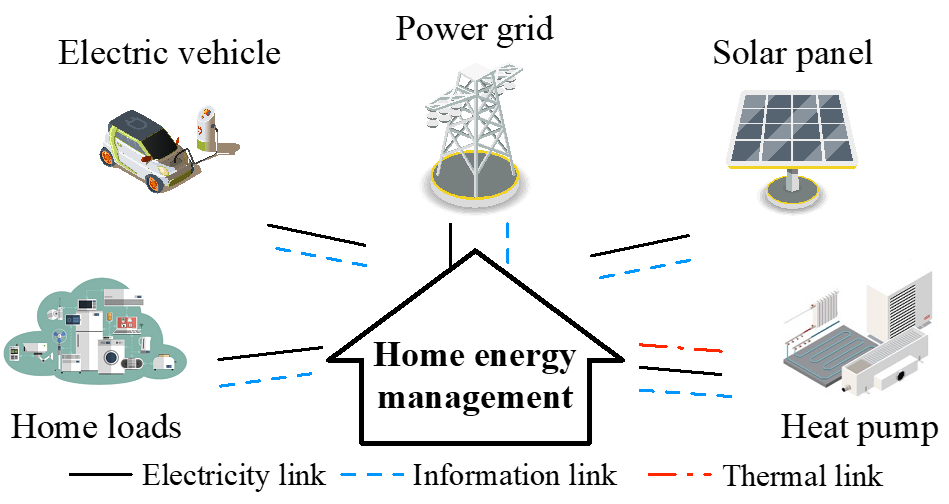 Power grid
Electric vehicle
Solar panel
Home energy
management
Home loads
Heat pump
Electricity link
Information link
Thermal link